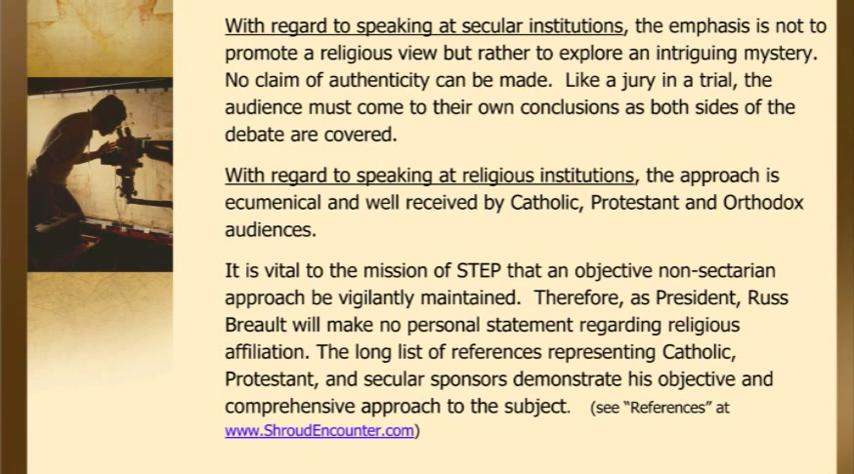 With regard to speaking at secular institutions, the emphasis is not to
promote a religious view but rather to explore an intriguing mystery.
No claim of authenticity can be made.  Like a jury in a trial, the
audience must come to their own conclusions as both sides of the
debate are covered.
With regard to speaking at religious institutions, the approach is
ecumenical and well received by Catholic, Protestant and Orthodox
audiences.
It is vital to the mission of STEP that an objective non-sectarian
approach be vigilantly maintained.  Therefore, as President, Russ
Breault will make no personal statement regarding religious
affiliation. The long list of references representing Catholic,
Protestant, and secular sponsors demonstrate his objective and
comprehensive approach to the subject.   (see “References” at
www.ShroudEncounter.com)